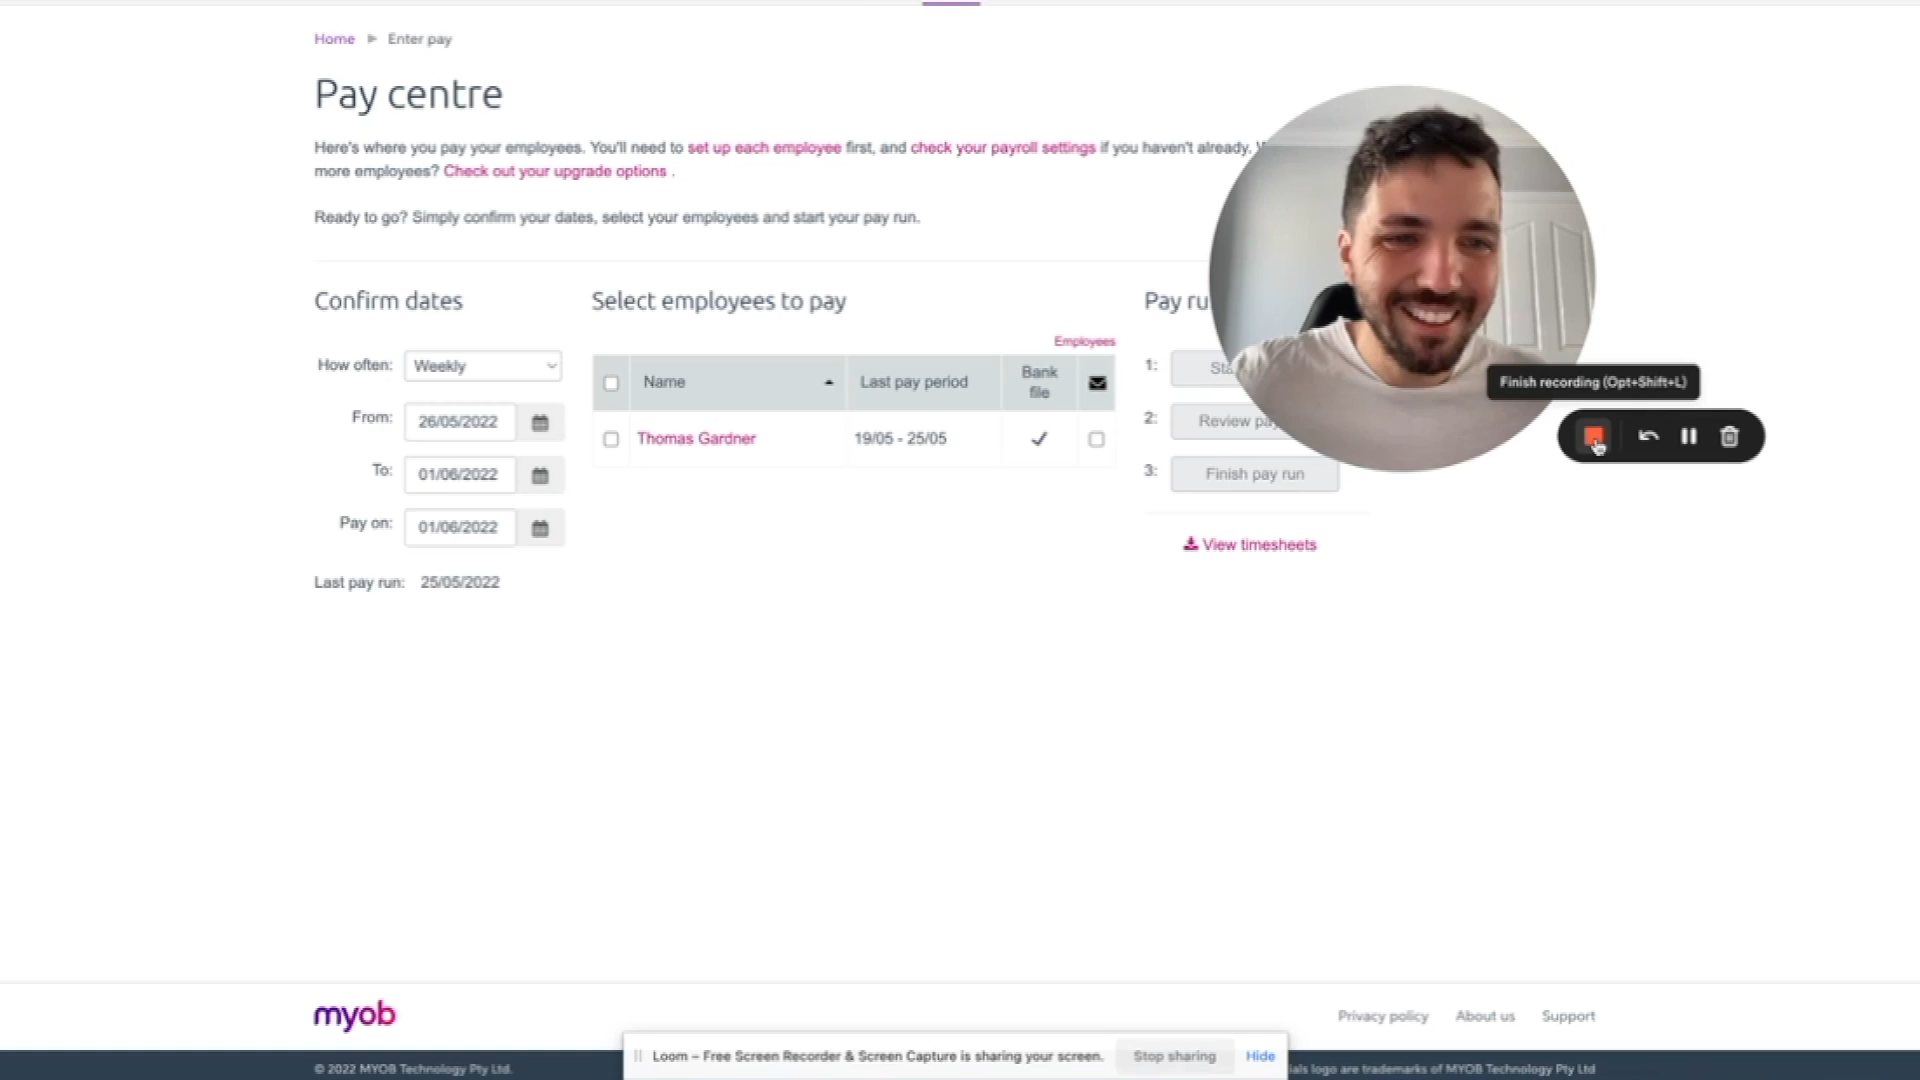 Home Enter pay
Pay centre
Here's where you pay your employees. You'll need to set up each employee first, and check your payroll settings if you haven't already.
more employees? Check out your upgrade options .
Ready to go? Simply confirm your dates, select your employees and start your pay run.
Confirm dates
How often: Weekly
From: 26/05/2022
To: 01/06/2022
Pay on: 01/06/2022
Last pay run: 25/05/2022
Select employees to pay
Employees
Name Last pay period Bank file
Thomas Gardner 19/05 - 25/05
Pay
1:
2: Review
3: Finish pay run
View timesheets
Finish recording (Opt+Shift+L)
myob
Privacy policy About us Support
© 2022 MYOB Technology Pty Ltd.
Loom – Free Screen Recorder & Screen Capture is sharing your screen. Stop sharing Hide
logo are trademarks of MYOB Technology Pty Ltd